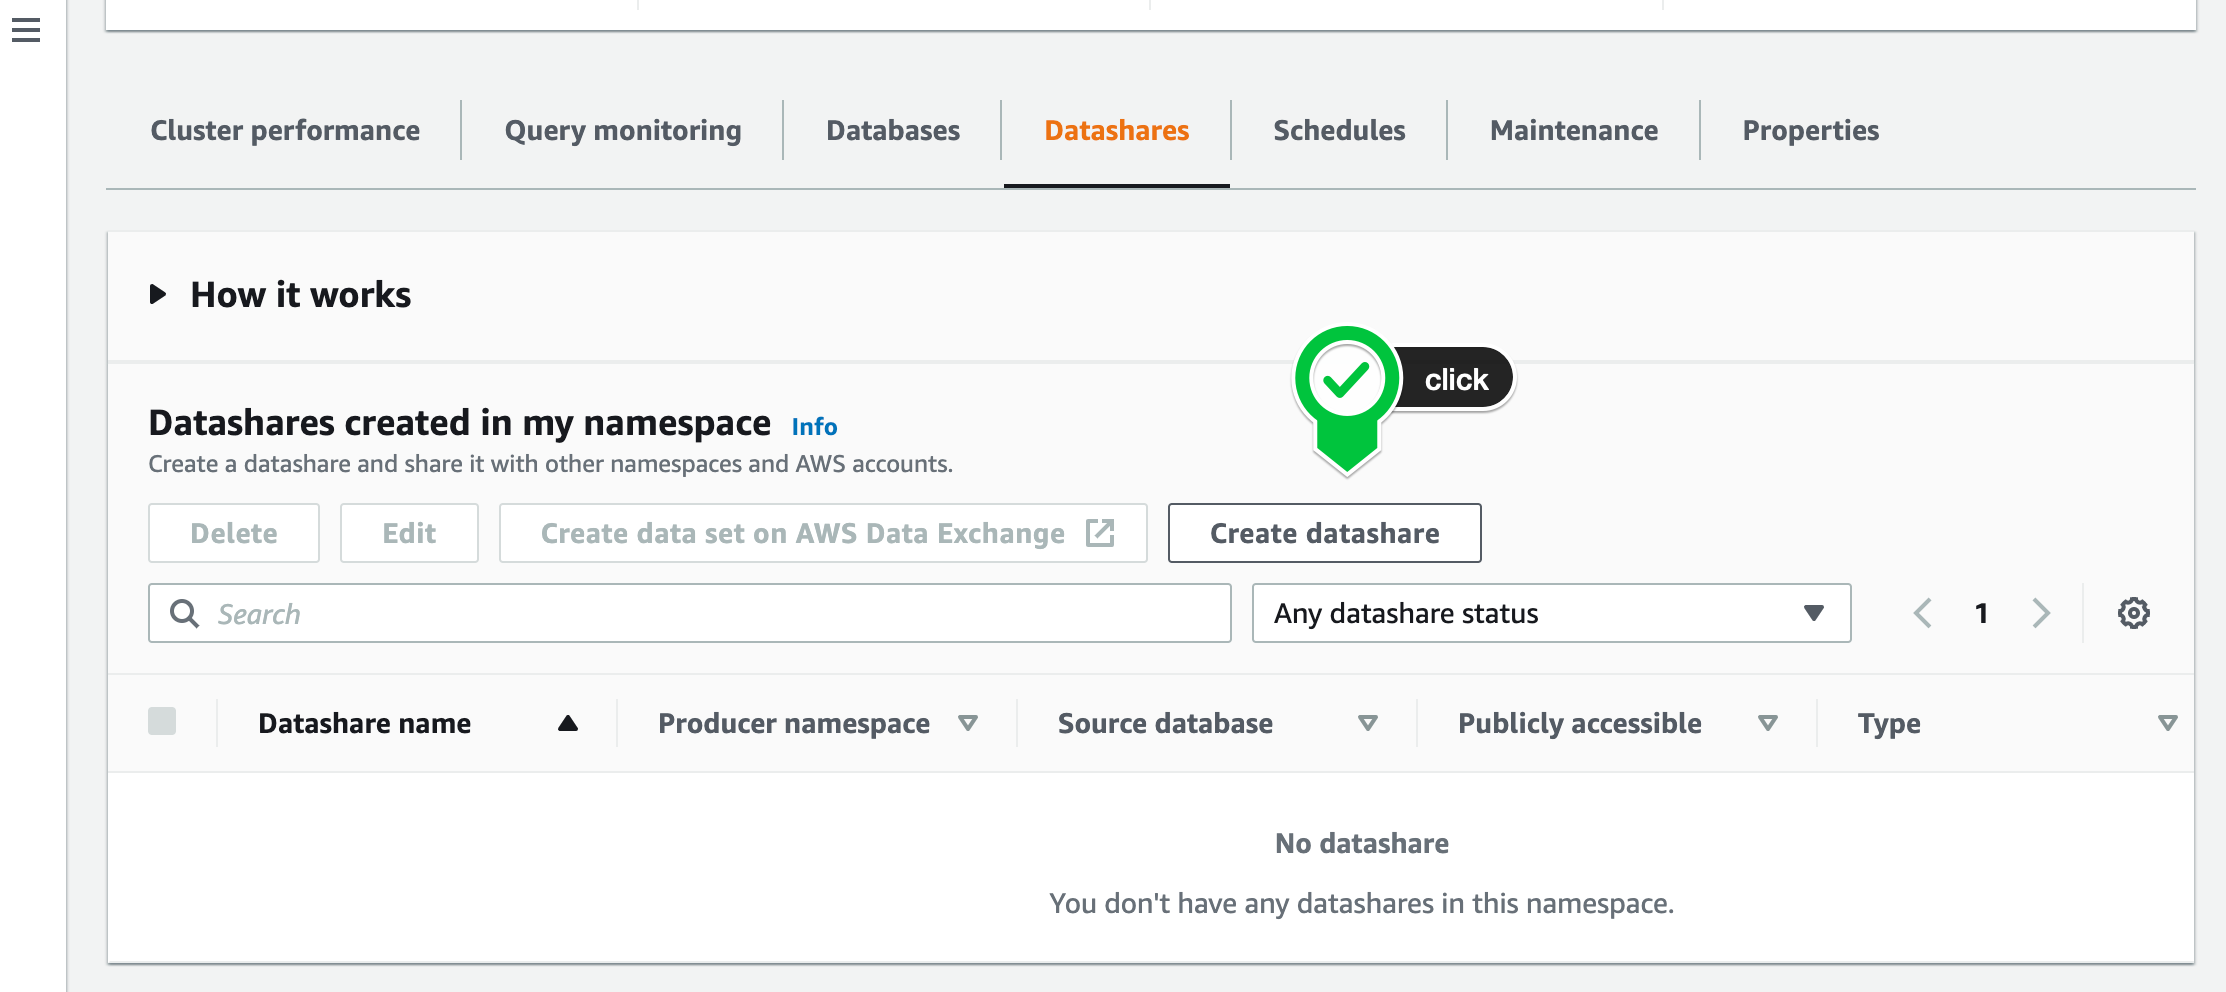 Cluster performance Query monitoring Databases Datashares Schedules Maintenance Properties
How it works
click
Datashares created in my namespace Info
Create a datashare and share it with other namespaces and AWS accounts.
Delete Edit Create data set on AWS Data Exchange Create datashare
Search Any datashare status 1
Datashare name Producer namespace Source database Publicly accessible Type
No datashare
You don't have any datashares in this namespace.